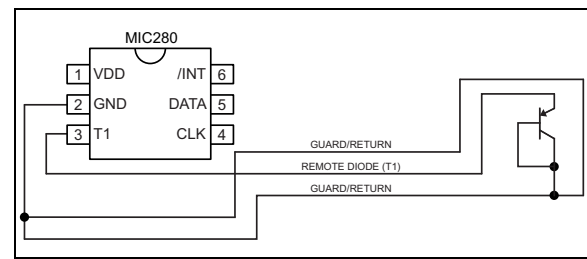 MIC280
1 VDD /INT 6
2 GND DATA 5
3 T1 CLK 4
GUARD/RETURN
REMOTE DIODE (T1)
GUARD/RETURN